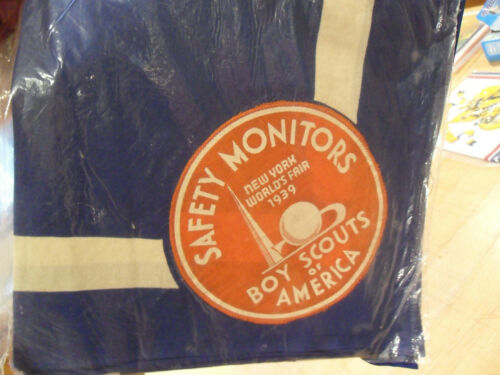 SAFETY MONITORS
NEW YORK
WORLD'S FAIR
1939
BOY SCOUTS
OF
AMERICA